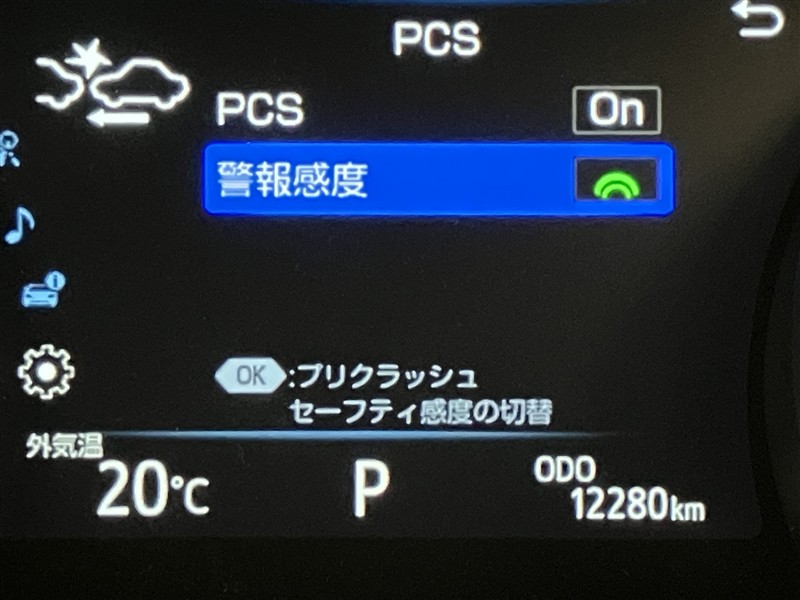 PCS
PCS On
警報感度
OK :プリクラッシュ
セーフティ感度の切替
外気温
20℃
P
ODO
12280km